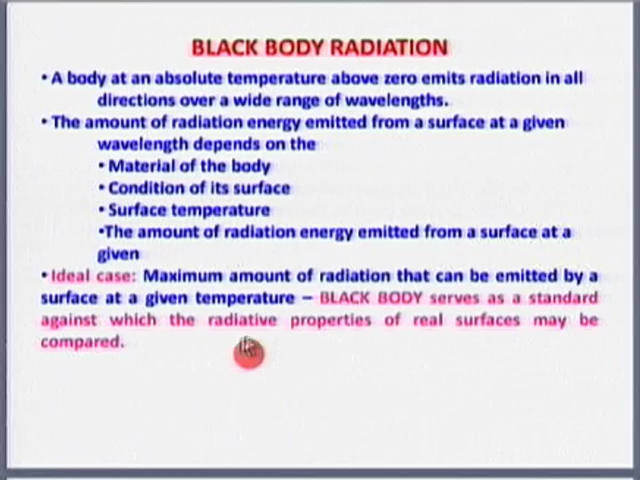 BLACK BODY RADIATION
• A body at an absolute temperature above zero emits radiation in all
directions over a wide range of wavelengths.
• The amount of radiation energy emitted from a surface at a given
wavelength depends on the
• Material of the body
• Condition of its surface
• Surface temperature
•The amount of radiation energy emitted from a surface at a
given
•Ideal case: Maximum amount of radiation that can be emitted by a
surface at a given temperature – BLACK BODY serves as a standard
against which the radiative properties of real surfaces may be
compared.